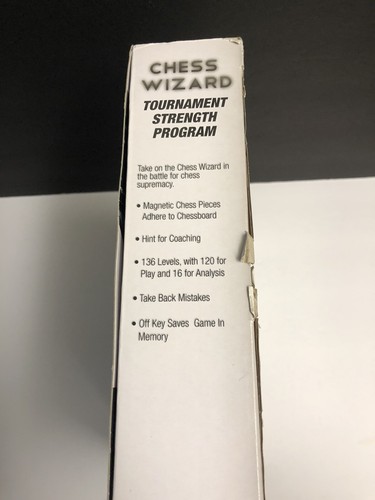 CHESS
WIZARD
TOURNAMENT
STRENGTH
PROGRAM
Take on the Chess Wizard in
the battle for chess
supremacy.
• Magnetic Chess Pieces
Adhere to Chessboard
• Hint for Coaching
• 136 Levels, with 120 for
Play and 16 for Analysis
• Take Back Mistakes
• Off Key Saves Game In
Memory